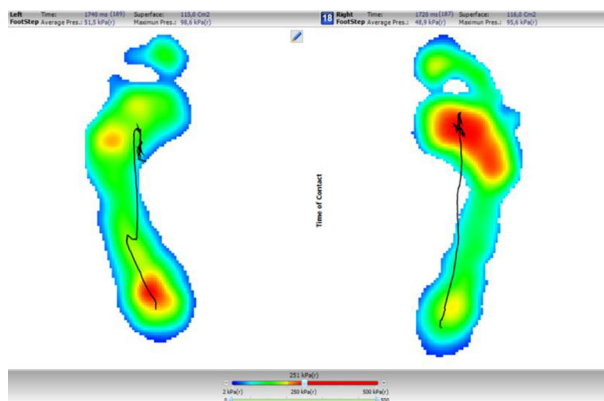 Left Time: 1740 ms (189) Superface: 115,0 Cm2
FootStep Average Pres.: 51,5 kPa(r) Maximun Pres.: 98,6 kPa(r)
18 Right Time: 1720 ms (187) Superface: 116,0 Cm2
FootStep Average Pres.: 48,9 kPa(r) Maximun Pres.: 95,6 kPa(r)
Time of Contact
251 kPa(r)
2 kPa(r) 250 kPa(r) 500 kPa(r)